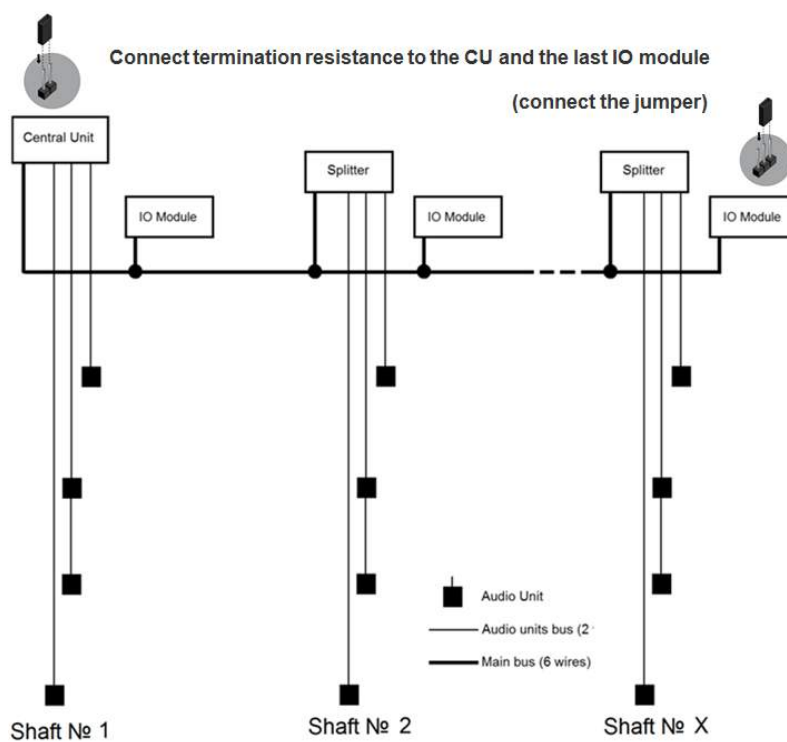 Connect termination resistance to the CU and the last IO module
(connect the jumper)
Central Unit
Splitter
Splitter
IO Module
IO Module
IO Module
Audio Unit
Audio units bus (2
Main bus (6 wires)
Shaft № 1
Shaft № 2
Shaft № X